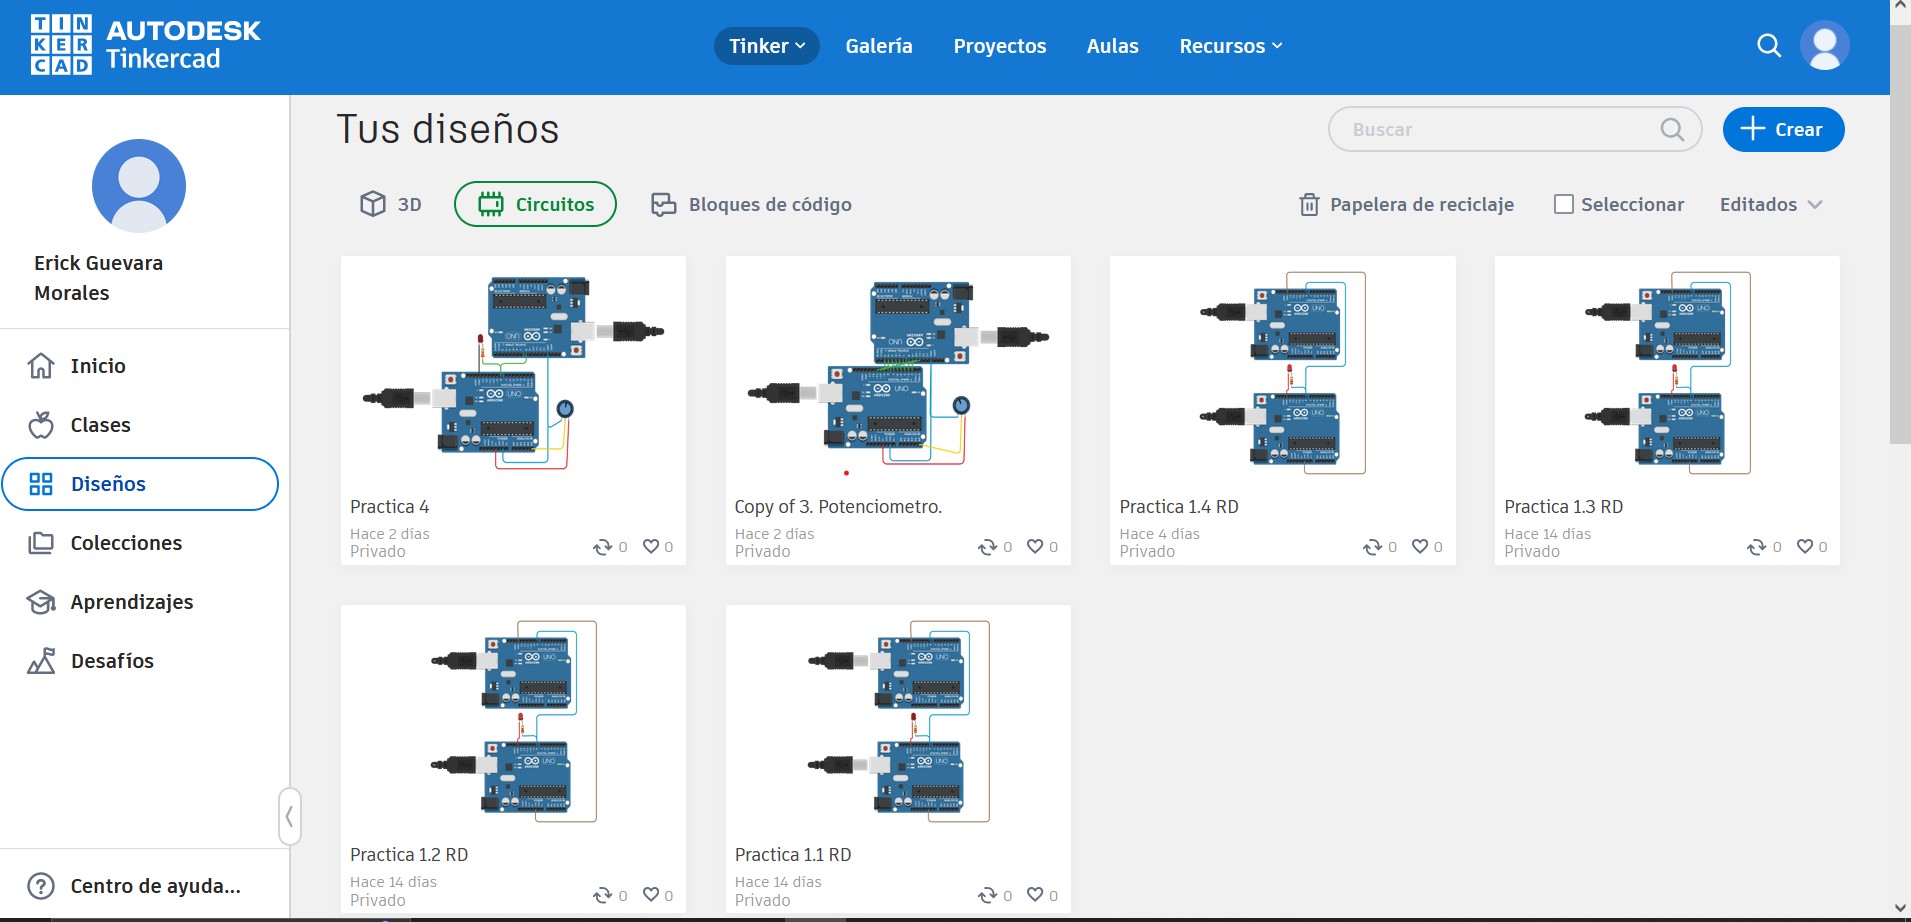 TIN
KER
CAD
AUTODESK
Tinkercad
Tinker
Galería
Proyectos
Aulas
Recursos
Erick Guevara
Morales
Inicio
Clases
Diseños
Colecciones
Aprendizajes
Desafíos
Centro de ayuda...
Tus diseños
Buscar
Crear
3D
Circuitos
Bloques de código
Papelera de reciclaje
Seleccionar
Editados
Practica 4
Hace 2 días
Privado
0
0
Copy of 3. Potenciometro.
Hace 2 días
Privado
0
0
Practica 1.4 RD
Hace 4 días
Privado
0
0
Practica 1.3 RD
Hace 14 días
Privado
0
0
Practica 1.2 RD
Hace 14 días
Privado
0
0
Practica 1.1 RD
Hace 14 días
Privado
0
0